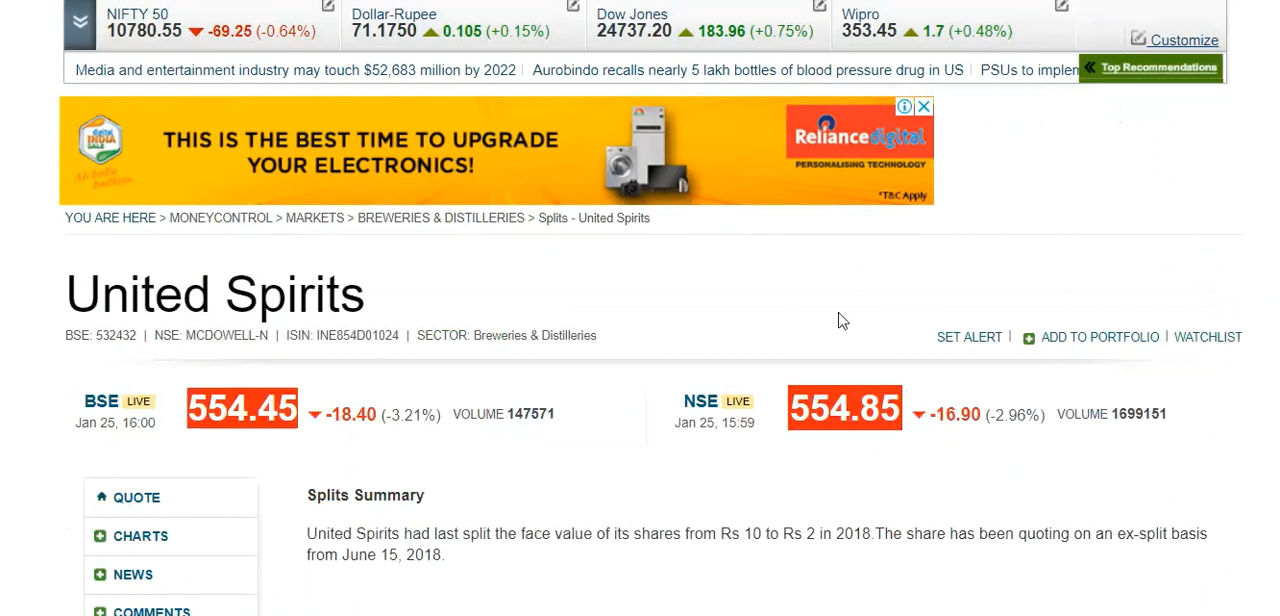 NIFTY 50
10780.55 -69.25 (-0.64%)
Dollar-Rupee
71.1750 0.105 (+0.15%)
Dow Jones
24737.20 183.96 (+0.75%)
Wipro
353.45 1.7 (+0.48%)
Customize
Media and entertainment industry may touch $52,683 million by 2022 | Aurobindo recalls nearly 5 lakh bottles of blood pressure drug in US | PSUs to implen
Top Recommendations
digital
INDIA
SALE
THIS IS THE BEST TIME TO UPGRADE
YOUR ELECTRONICS!
Reliance digital
PERSONALISING TECHNOLOGY
*T&C Apply
YOU ARE HERE > MONEYCONTROL > MARKETS > BREWERIES & DISTILLERIES > Splits - United Spirits
United Spirits
BSE: 532432 | NSE: MCDOWELL-N | ISIN: INE854D01024 | SECTOR: Breweries & Distilleries
SET ALERT | ADD TO PORTFOLIO | WATCHLIST
BSE LIVE
Jan 25, 16:00
554.45 -18.40 (-3.21%) VOLUME 147571
NSE LIVE
Jan 25, 15:59
554.85 -16.90 (-2.96%) VOLUME 1699151
QUOTE
CHARTS
NEWS
COMMENTS
Splits Summary
United Spirits had last split the face value of its shares from Rs 10 to Rs 2 in 2018.The share has been quoting on an ex-split basis
from June 15, 2018.